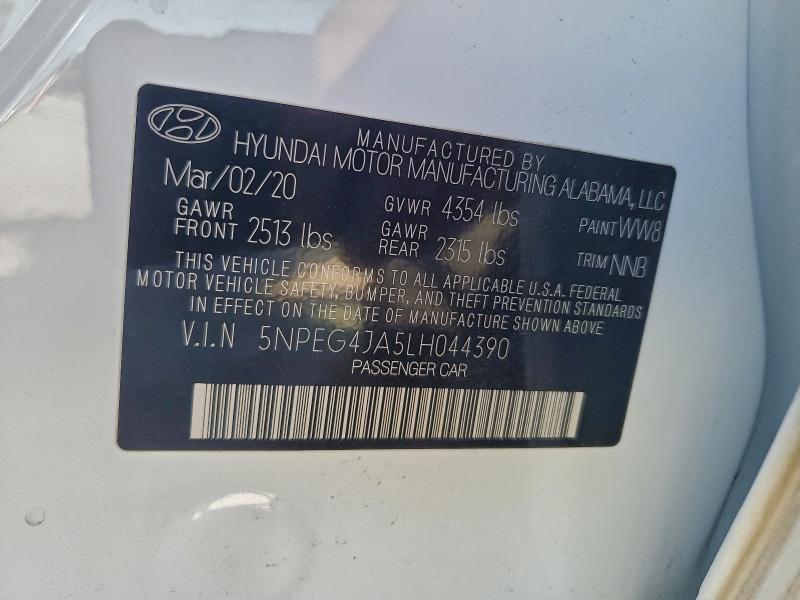 MANUFACTURED BY
HYUNDAI MOTOR MANUFACTURING ALABAMA, LLC
Mar/02/20
GVWR 4354 lbs
PAINT WW8
GAWR FRONT 2513 lbs
GAWR REAR 2315 lbs
TRIM NNB
THIS VEHICLE CONFORMS TO ALL APPLICABLE U.S.A. FEDERAL
MOTOR VEHICLE SAFETY, BUMPER, AND THEFT PREVENTION STANDARDS
IN EFFECT ON THE DATE OF MANUFACTURE SHOWN ABOVE.
V.I.N 5NPEG4JA5LH044390
PASSENGER CAR